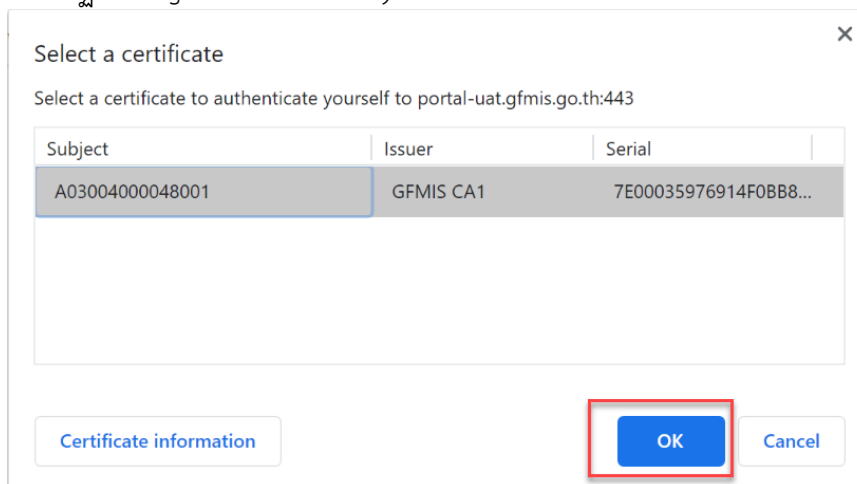 Select a certificate
Select a certificate to authenticate yourself to portal-uat.gfmis.go.th:443
Subject Issuer Serial
A03004000048001 GFMIS CA1 7E00035976914F0BB8...
Certificate information OK Cancel